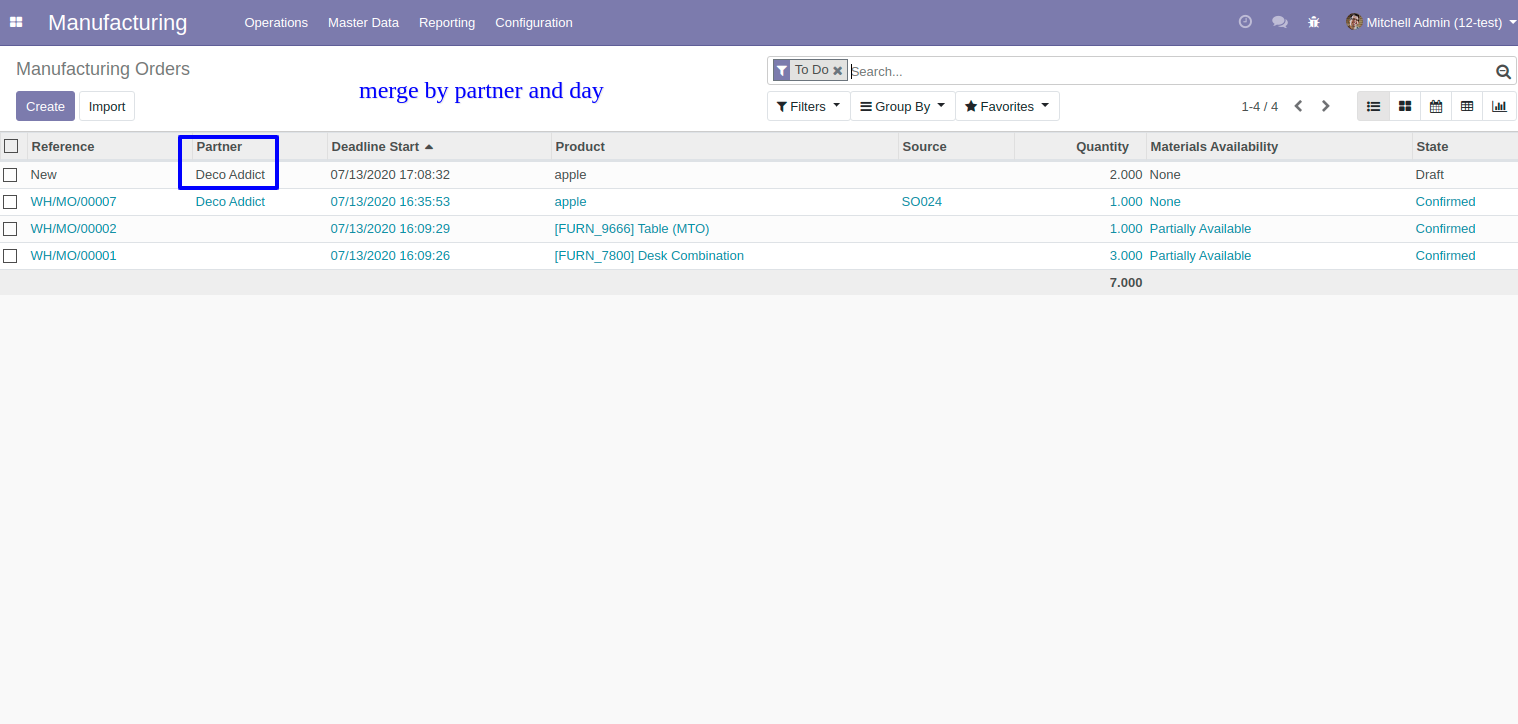 Manufacturing Operations Master Data Reporting Configuration Mitchell Admin (12-test)
Manufacturing Orders To Do Search...
merge by partner and day
Create Import Filters Group By Favorites 1-4 / 4
Reference Partner Deadline Start Product Source Quantity Materials Availability State
New Deco Addict 07/13/2020 17:08:32 apple 2.000 None Draft
WH/MO/00007 Deco Addict 07/13/2020 16:35:53 apple SO024 1.000 None Confirmed
WH/MO/00002 07/13/2020 16:09:29 [FURN_9666] Table (MTO) 1.000 Partially Available Confirmed
WH/MO/00001 07/13/2020 16:09:26 [FURN_7800] Desk Combination 3.000 Partially Available Confirmed
7.000